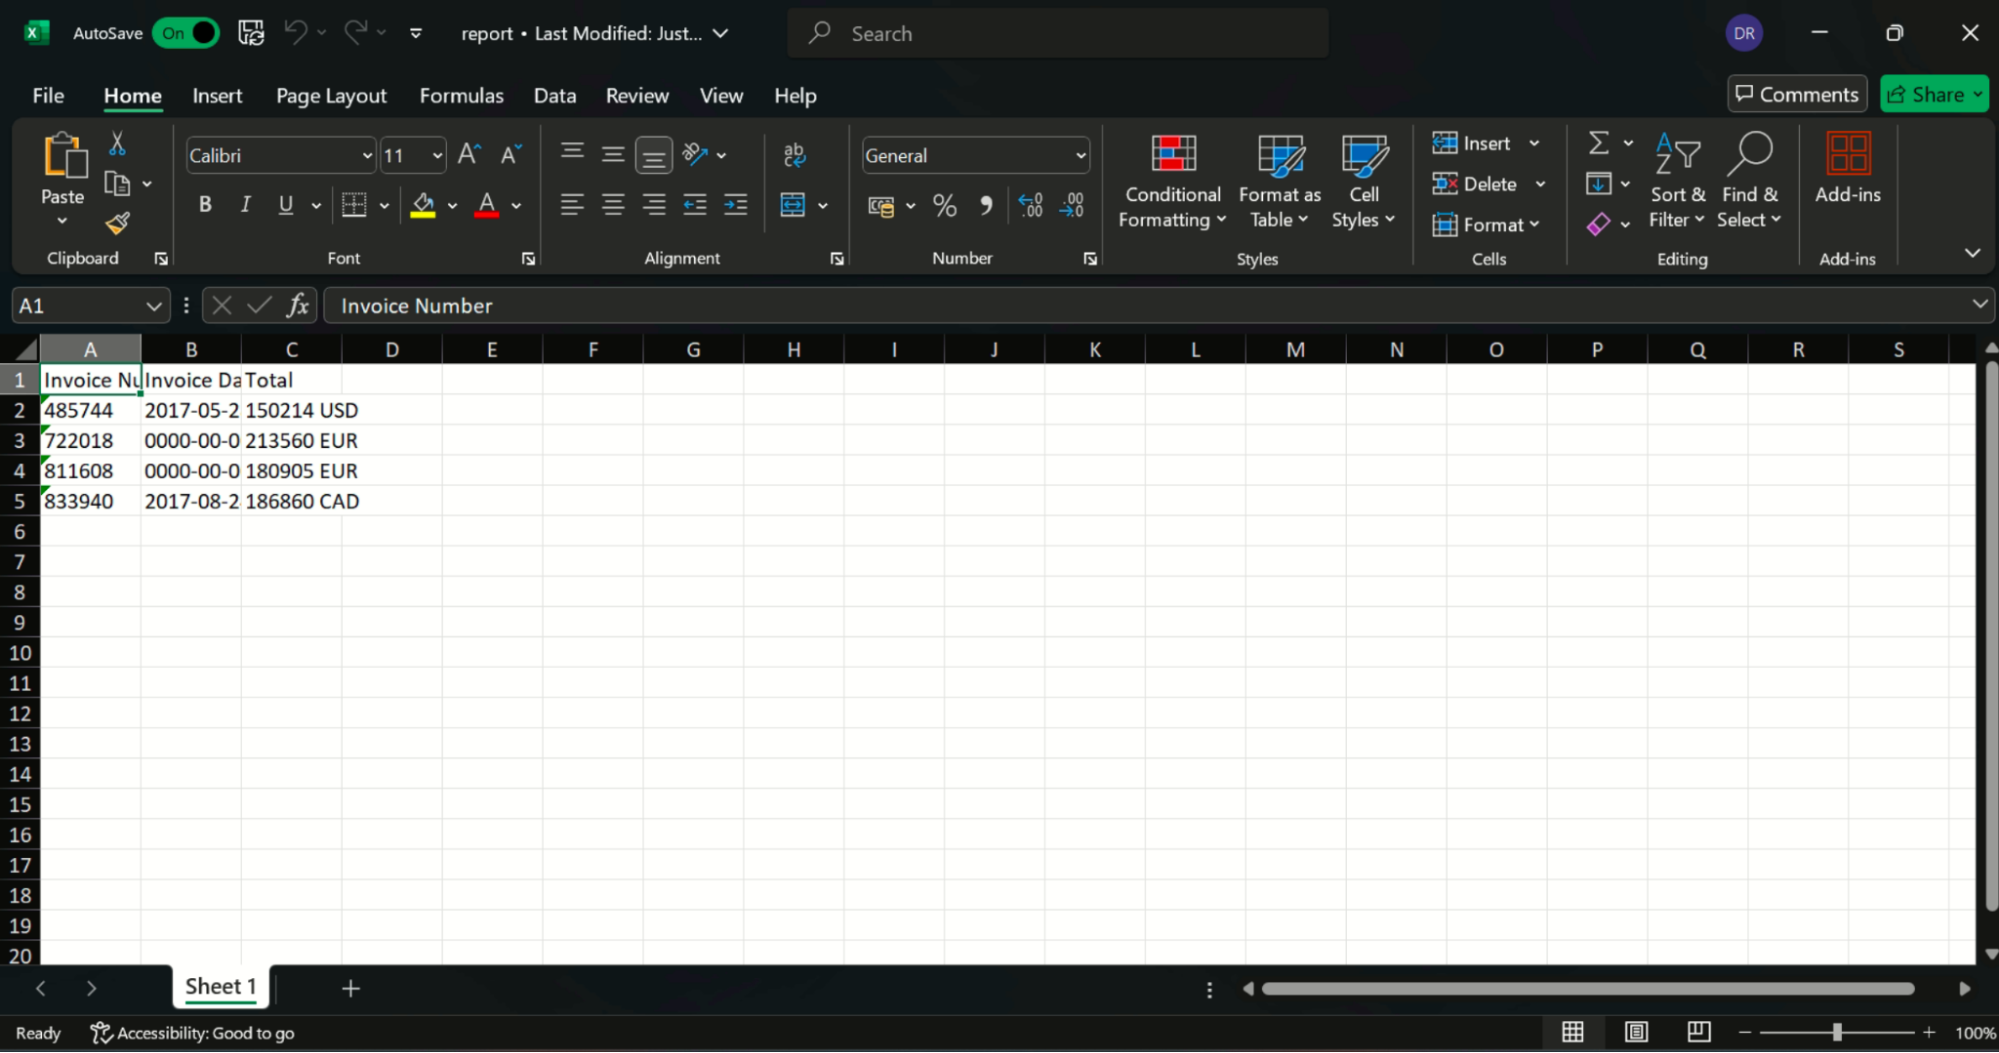 AutoSave On report • Last Modified: Just... Search DR
File Home Insert Page Layout Formulas Data Review View Help Comments Share
Paste Calibri 11 General Conditional Formatting Format as Table Cell Styles Insert Delete Format Sort & Filter Find & Select Add-ins
Clipboard Font Alignment Number Styles Cells Editing Add-ins
A1 fx Invoice Number
A B C D E F G H I J K L M N O P Q R S
1 Invoice Nu Invoice Da Total
2 485744 2017-05-2 150214 USD
3 722018 0000-00-0 213560 EUR
4 811608 0000-00-0 180905 EUR
5 833940 2017-08-2 186860 CAD
6
7
8
9
10
11
12
13
14
15
16
17
18
19
20
Sheet 1
Ready Accessibility: Good to go 100%